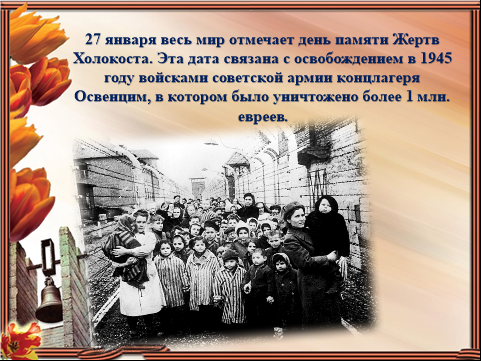 27 января весь мир отмечает день памяти Жертв
Холокоста. Эта дата связана с освобождением в 1945
году войсками советской армии концлагеря
Освенцим, в котором было уничтожено более 1 млн.
евреев.